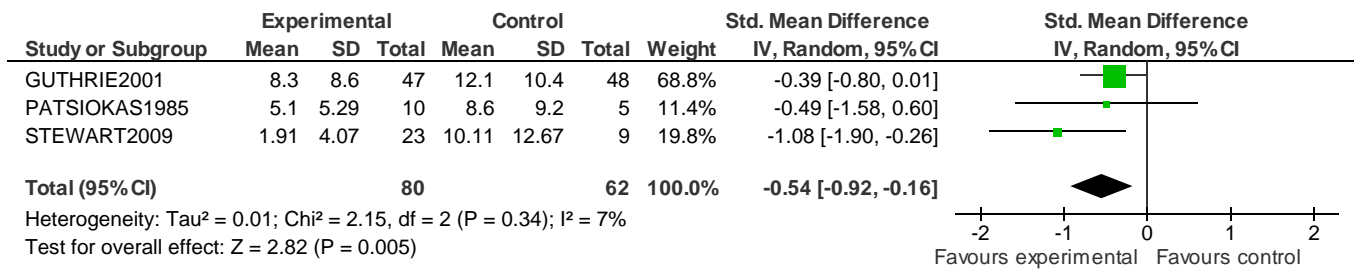 Experimental Control Std. Mean Difference Std. Mean Difference
Study or Subgroup Mean SD Total Mean SD Total Weight IV, Random, 95% CI IV, Random, 95% CI
GUTHRIE2001 8.3 8.6 47 12.1 10.4 48 68.8% -0.39 [-0.80, 0.01]
PATSIOKAS1985 5.1 5.29 10 8.6 9.2 5 11.4% -0.49 [-1.58, 0.60]
STEWART2009 1.91 4.07 23 10.11 12.67 9 19.8% -1.08 [-1.90, -0.26]
Total (95% CI) 80 62 100.0% -0.54 [-0.92, -0.16]
Heterogeneity: Tau² = 0.01; Chi² = 2.15, df = 2 (P = 0.34); I² = 7%
Test for overall effect: Z = 2.82 (P = 0.005)
-2 -1 0 1 2
Favours experimental Favours control